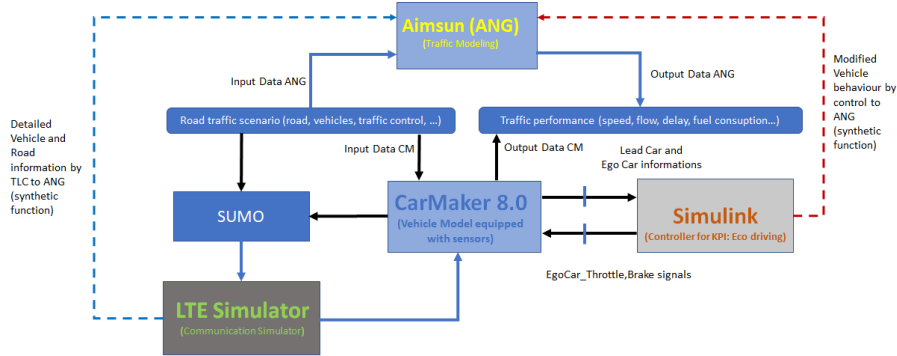 Aimsun (ANG)
(Traffic Modeling)
Input Data ANG
Output Data ANG
Modified
Vehicle
behaviour by
control to
ANG
(synthetic
function)
Detailed
Vehicle and
Road
information by
TLC to ANG
(synthetic
function)
Road traffic scenario (road, vehicles, traffic control, ...)
Traffic performance (speed, flow, delay, fuel consuption...)
Input Data CM
Output Data CM
Lead Car and
Ego Car informations
SUMO
CarMaker 8.0
(Vehicle Model equipped
with sensors)
Simulink
(Controller for KPI: Eco driving)
EgoCar_Throttle,Brake signals
LTE Simulator
(Communication Simulator)